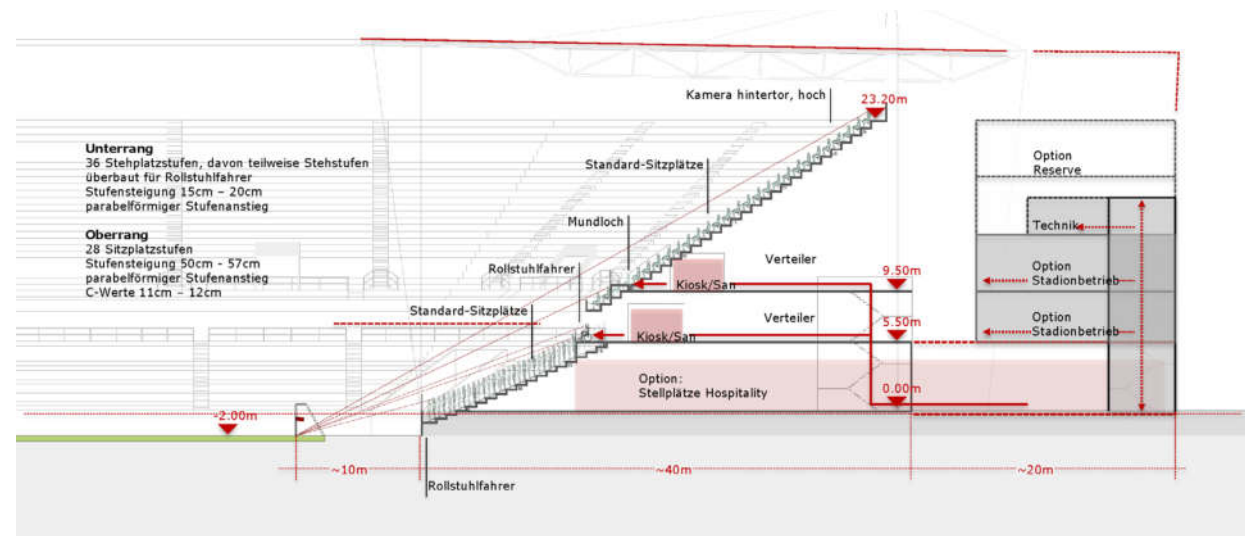 Kamera hintertor, hoch
23.20m
Unterrang
36 Stehplatzstufen, davon teilweise Stehstufen
überbaut für Rollstuhlfahrer
Stufensteigung 15cm – 20cm
parabelförmiger Stufenanstieg
Oberrang
28 Sitzplatzstufen
Stufensteigung 50cm - 57cm
parabelförmiger Stufenanstieg
C-Werte 11cm – 12cm
Standard-Sitzplätze
Mundloch
Rollstuhlfahrer
Standard-Sitzplätze
Option
Reserve
Technik
Verteiler
9.50m
Kiosk/San
Option
Stadionbetrieb
Verteiler
5.50m
Kiosk/San
Option
Stadionbetrieb
Option:
Stellplätze Hospitality
0.00m
-2.00m
~10m
~40m
~20m
Rollstuhlfahrer